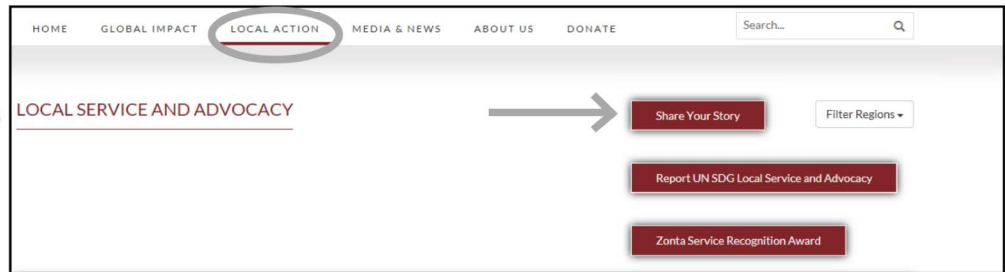 HOME GLOBAL IMPACT LOCAL ACTION MEDIA & NEWS ABOUT US DONATE Search...
LOCAL SERVICE AND ADVOCACY
Share Your Story Filter Regions
Report UN SDG Local Service and Advocacy
Zonta Service Recognition Award